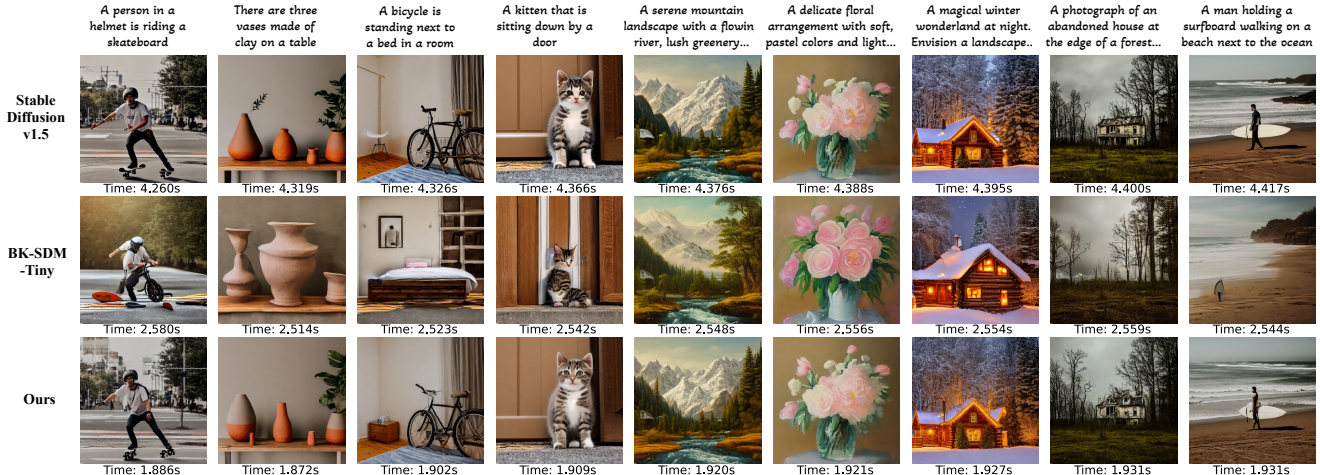 A person in a
helmet is riding a
skateboard
There are three
vases made of
clay on a table
A bicycle is
standing next to
a bed in a room
A kitten that is
sitting down by a
door
A serene mountain
landscape with a flowin
river, lush greenery...
A delicate floral
arrangement with soft,
pastel colors and light...
A magical winter
wonderland at night.
Envision a landscape..
A photograph of an
abandoned house at
the edge of a forest...
A man holding a
surfboard walking on a
beach next to the ocean
Stable
Diffusion
v1.5
Time: 4.260s
Time: 4.319s
Time: 4.326s
Time: 4.366s
Time: 4.376s
Time: 4.388s
Time: 4.395s
Time: 4.400s
Time: 4.417s
BK-SDM
-Tiny
Time: 2.580s
Time: 2.514s
Time: 2.523s
Time: 2.542s
Time: 2.548s
Time: 2.556s
Time: 2.554s
Time: 2.559s
Time: 2.544s
Ours
Time: 1.886s
Time: 1.872s
Time: 1.902s
Time: 1.909s
Time: 1.920s
Time: 1.921s
Time: 1.927s
Time: 1.931s
Time: 1.931s